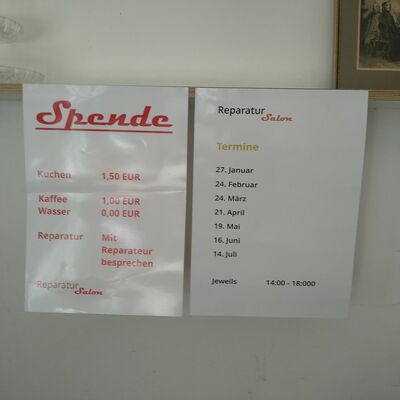 Spende
Kuchen 1,50 EUR
Kaffee 1,00 EUR
Wasser 0,00 EUR
Reparatur Mit
Reparateur
besprechen
Reparatur
Salon
Reparatur
Salon
Termine
27. Januar
24. Februar
24. März
21. April
19. Mai
16. Juni
14. Juli
Jeweils 14:00 - 18:000